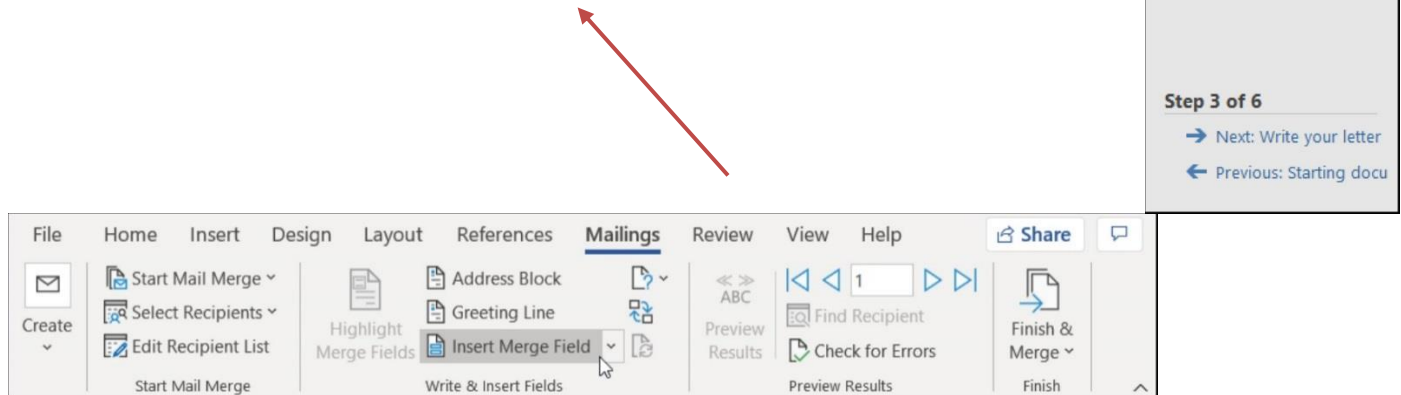 Step 3 of 6
Next: Write your letter
Previous: Starting docu
File Home Insert Design Layout References Mailings Review View Help Share
Start Mail Merge Address Block ABC 1
Select Recipients Greeting Line Find Recipient
Create Highlight Merge Fields Preview Results Finish & Merge
Edit Recipient List Insert Merge Field Check for Errors
Start Mail Merge Write & Insert Fields Preview Results Finish